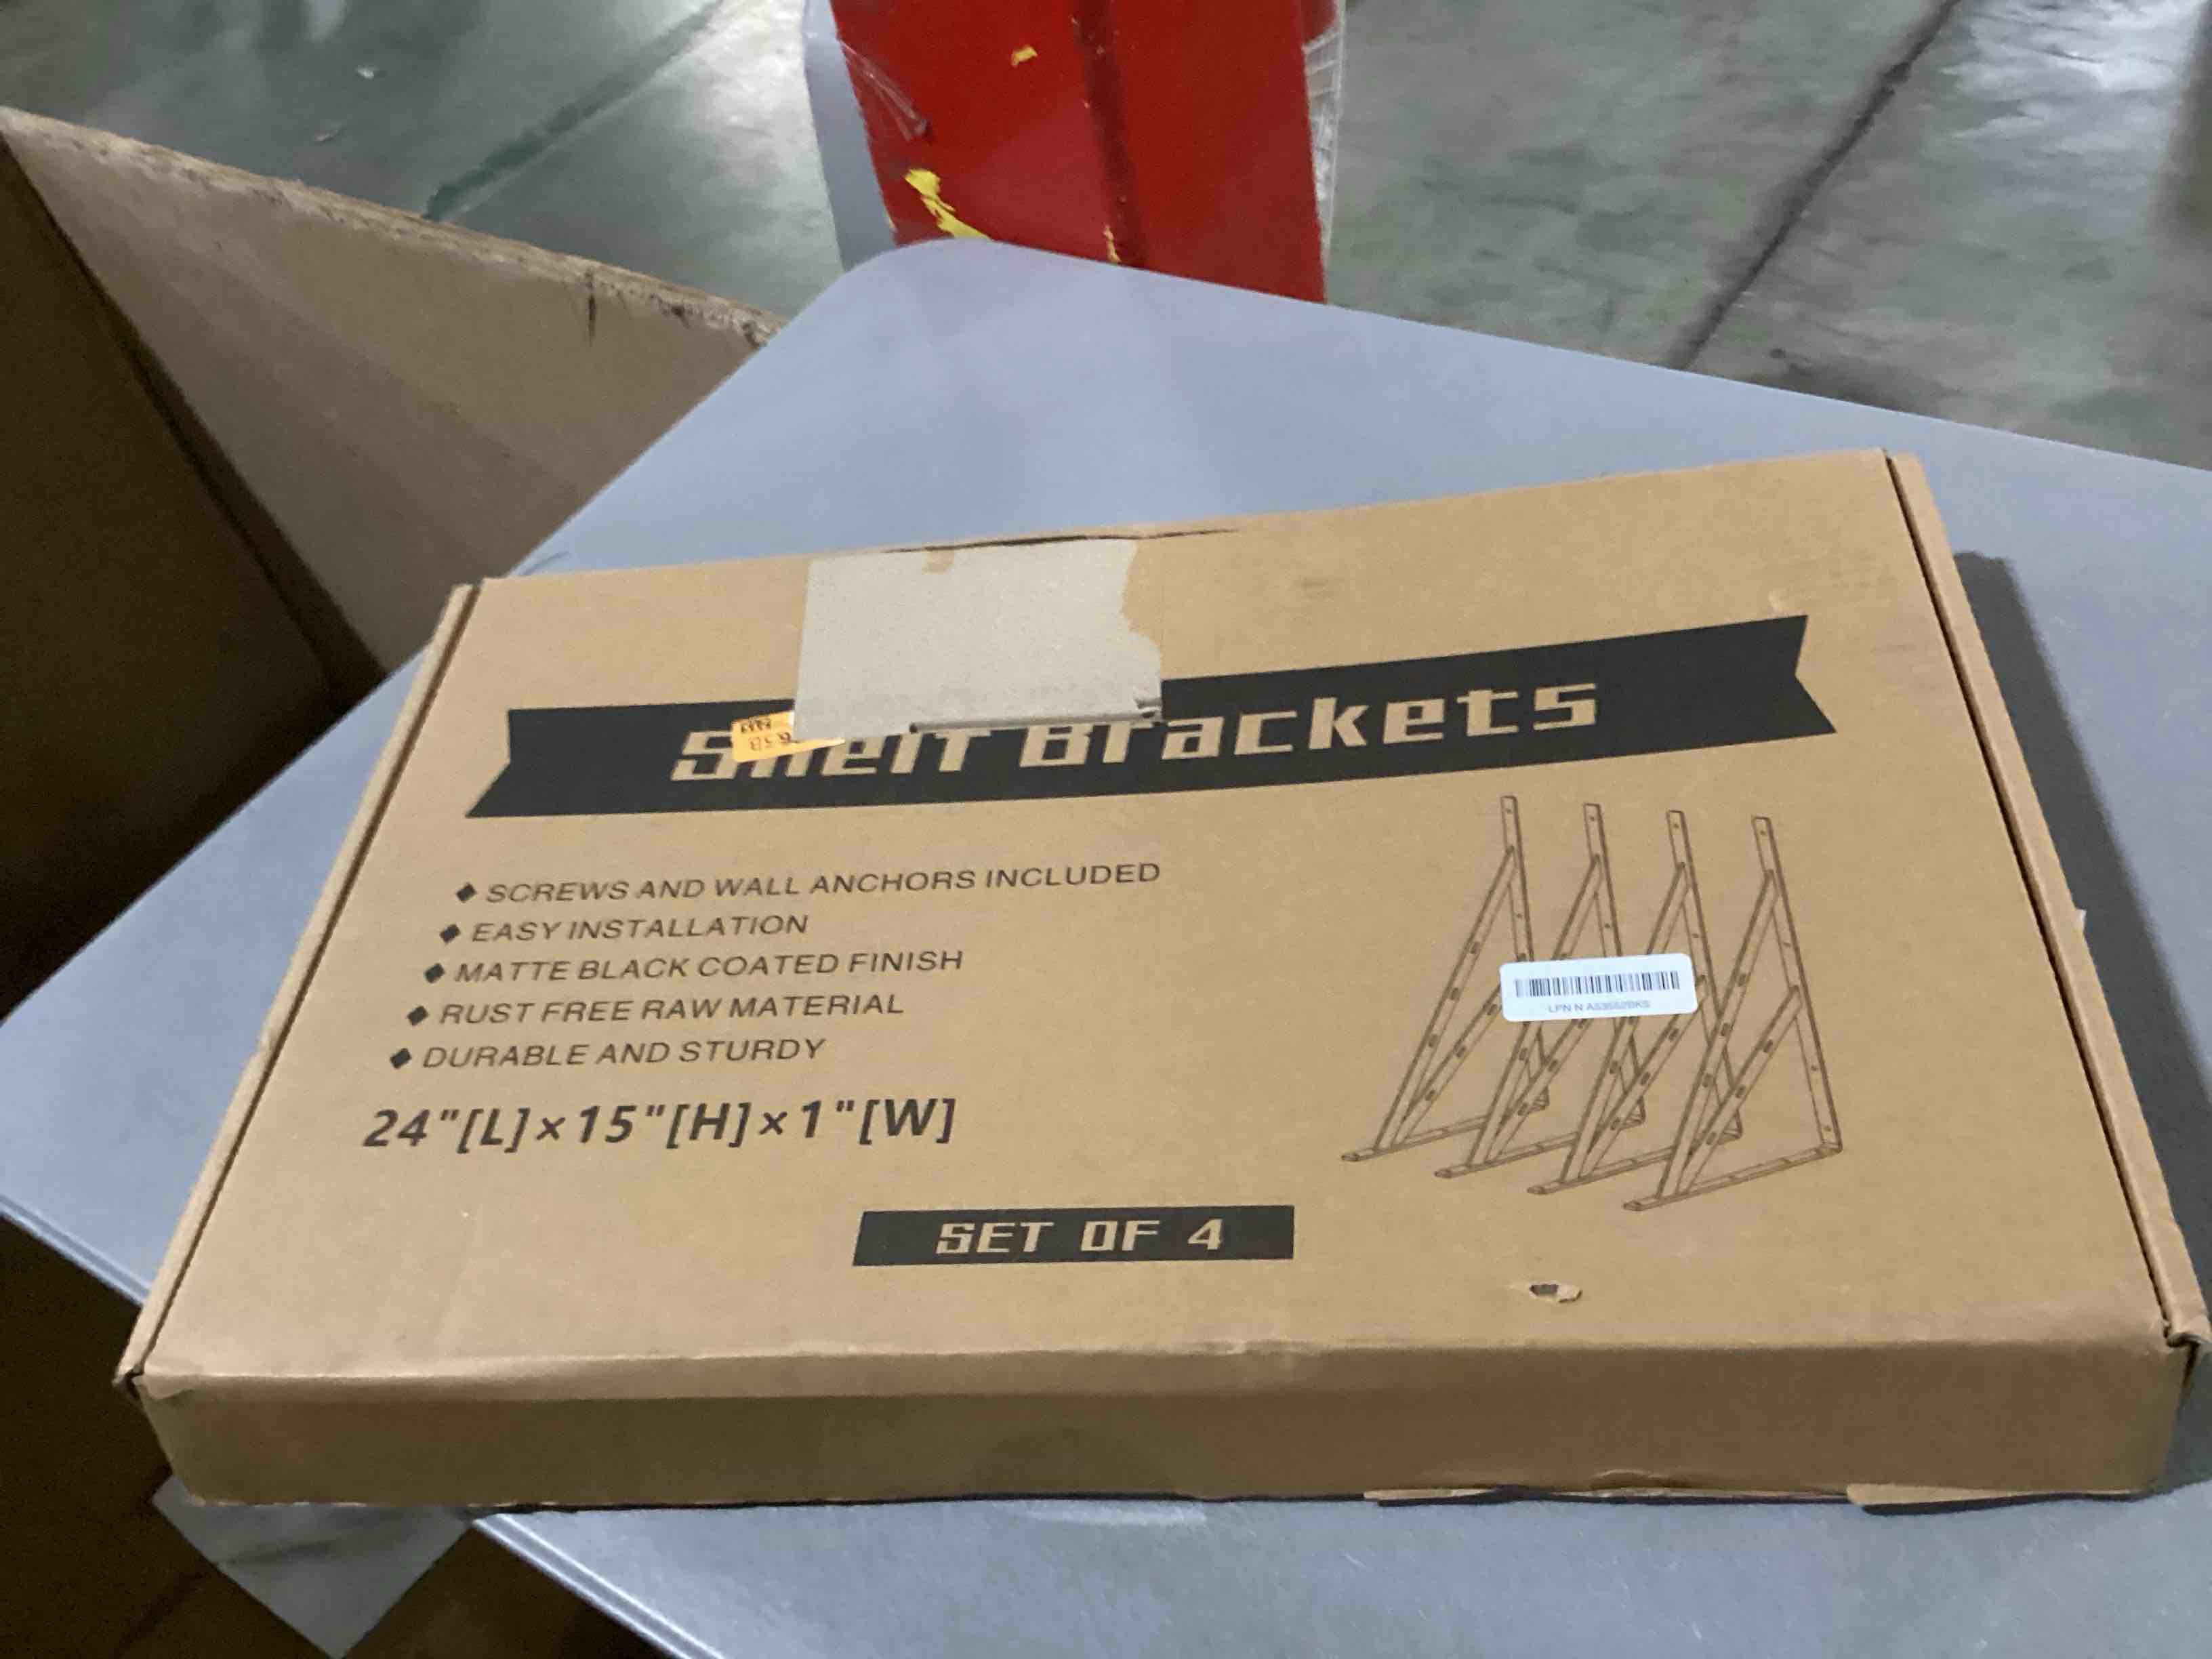 Shelf Brackets
◆ SCREWS AND WALL ANCHORS INCLUDED
◆ EASY INSTALLATION
◆ MATTE BLACK COATED FINISH
◆ RUST FREE RAW MATERIAL
◆ DURABLE AND STURDY
24"[L]×15"[H]×1"[W]
LPN N
SET OF 4